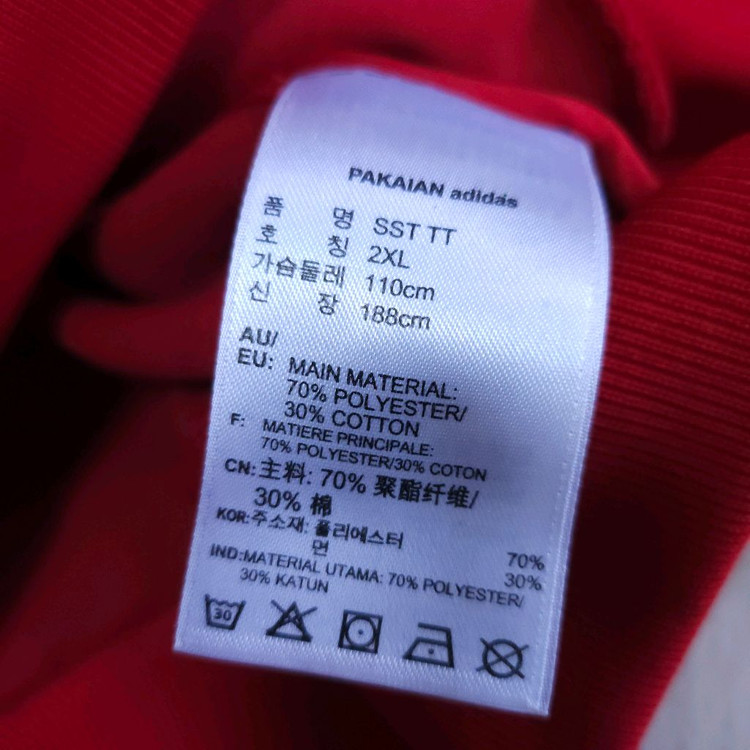 PAKAIAN adidas
품 명 SST TT
호 칭 2XL
가슴둘레 110cm
신 장 188cm
AU/
EU: MAIN MATERIAL:
70% POLYESTER/
30% COTTON
F: MATIERE PRINCIPALE:
70% POLYESTER/30% COTON
CN: 主料: 70% 聚酯纤维/
30% 棉
KOR: 주소재: 폴리에스터 70%
면 30%
IND:MATERIAL UTAMA: 70% POLYESTER/
30% KATUN
30